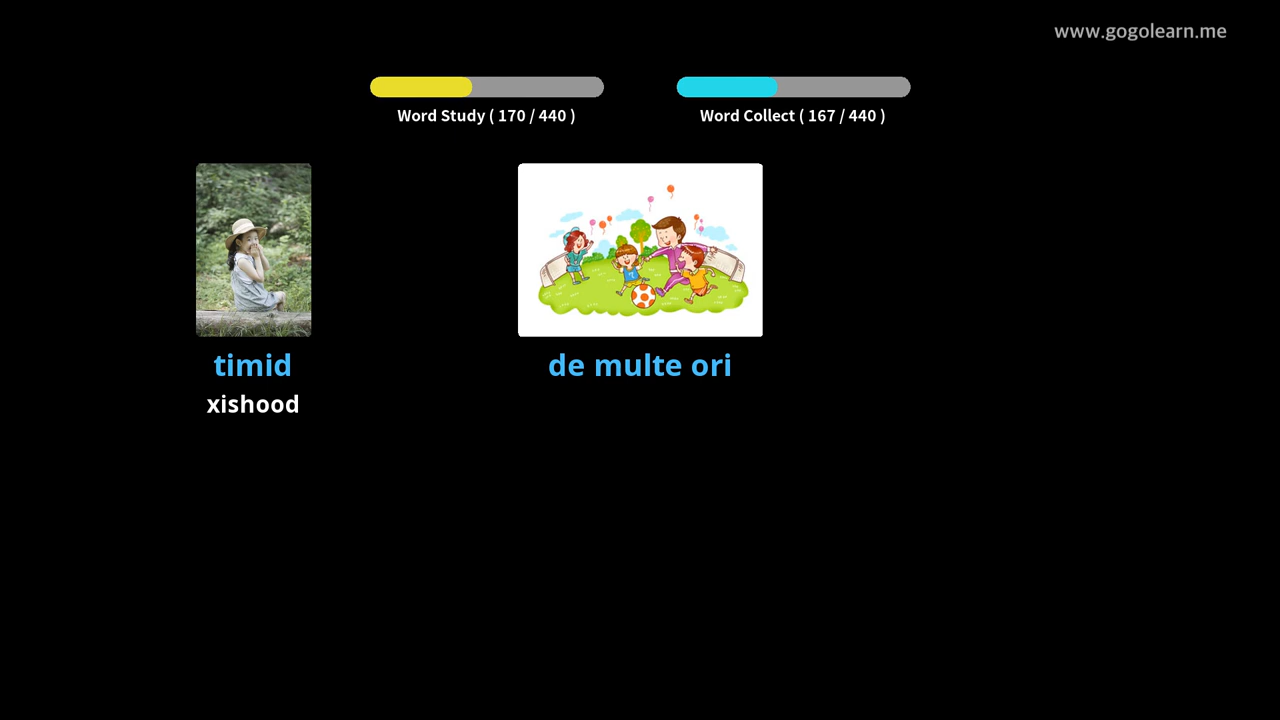 www.gogolearn.me
Word Study ( 170 / 440 )
Word Collect ( 167 / 440 )
timid
xishood
de multe ori